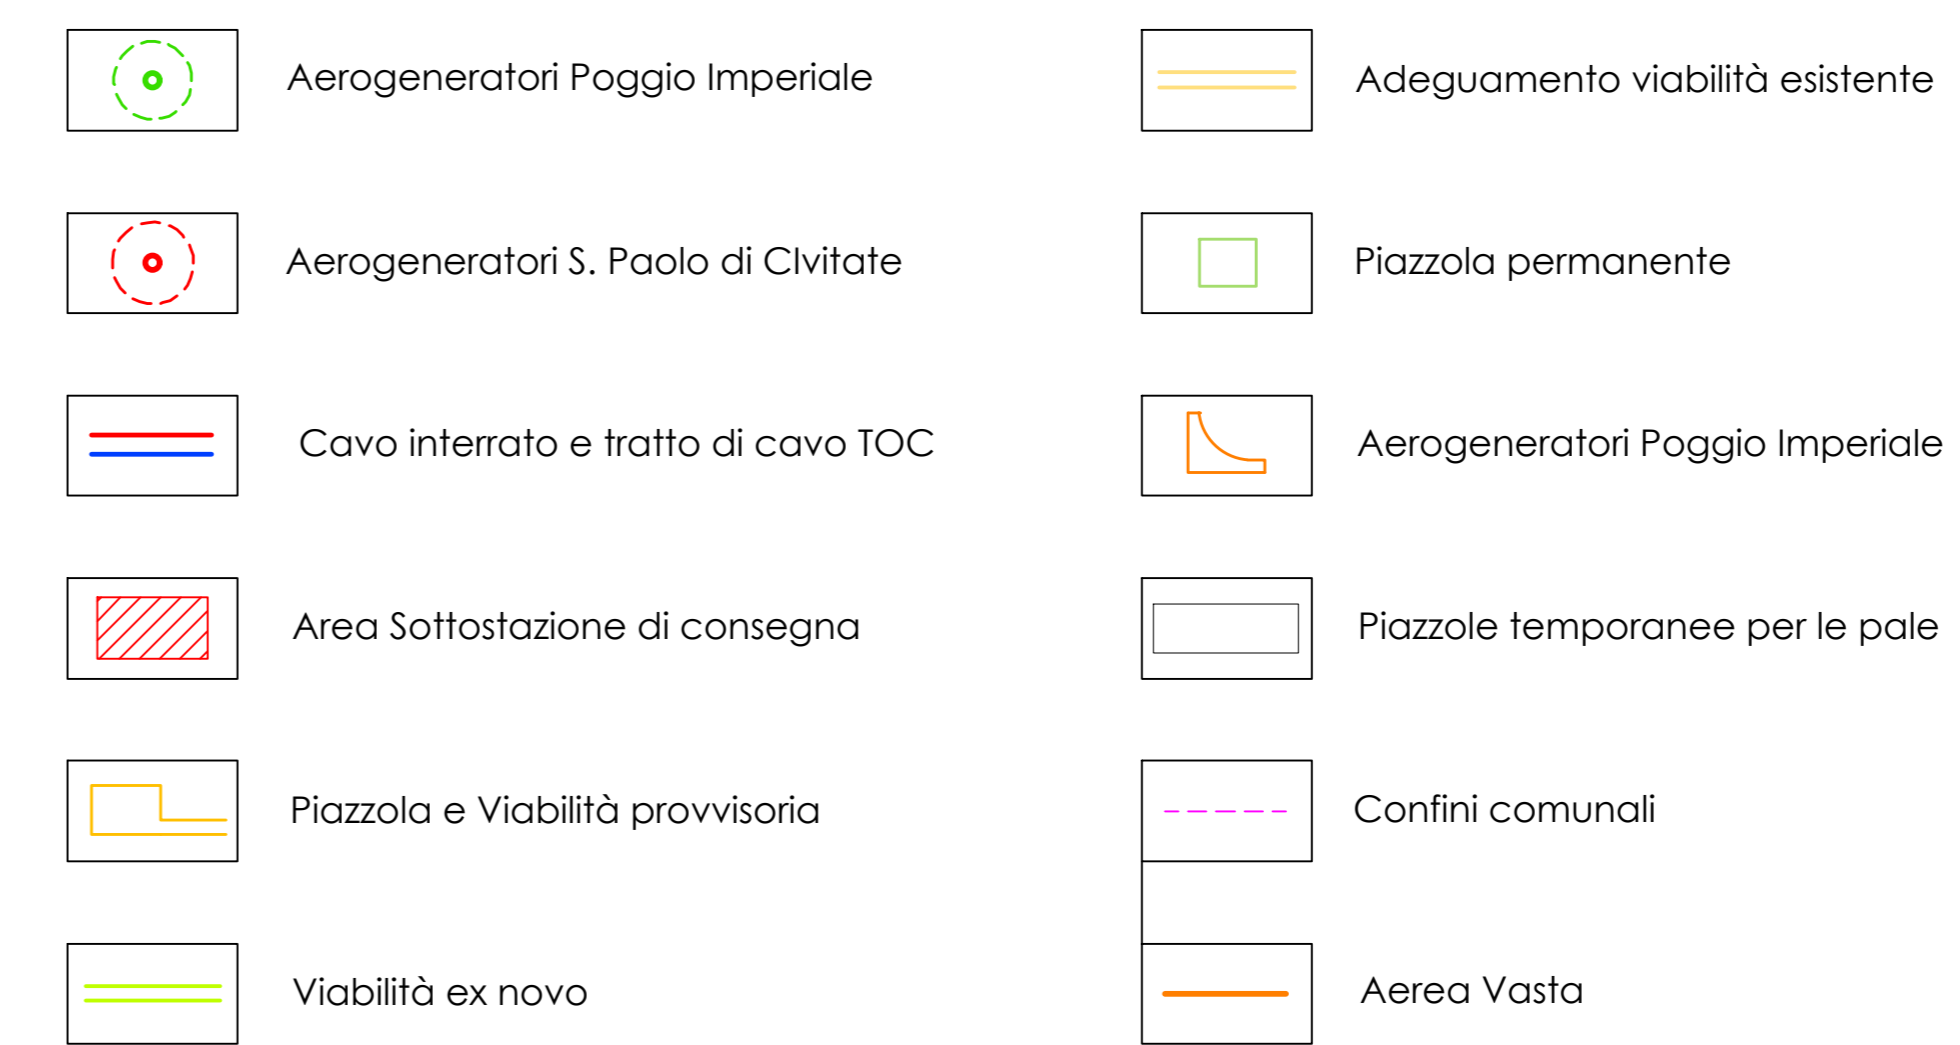 Aerogeneratori Poggio Imperiale
Aerogeneratori S. Paolo di CIvitate
Cavo interrato e tratto di cavo TOC
Area Sottostazione di consegna
Piazzola e Viabilità provvisoria
Viabilità ex novo
Adeguamento viabilità esistente
Piazzola permanente
Aerogeneratori Poggio Imperiale
Piazzole temporanee per le pale
Confini comunali
Aerea Vasta